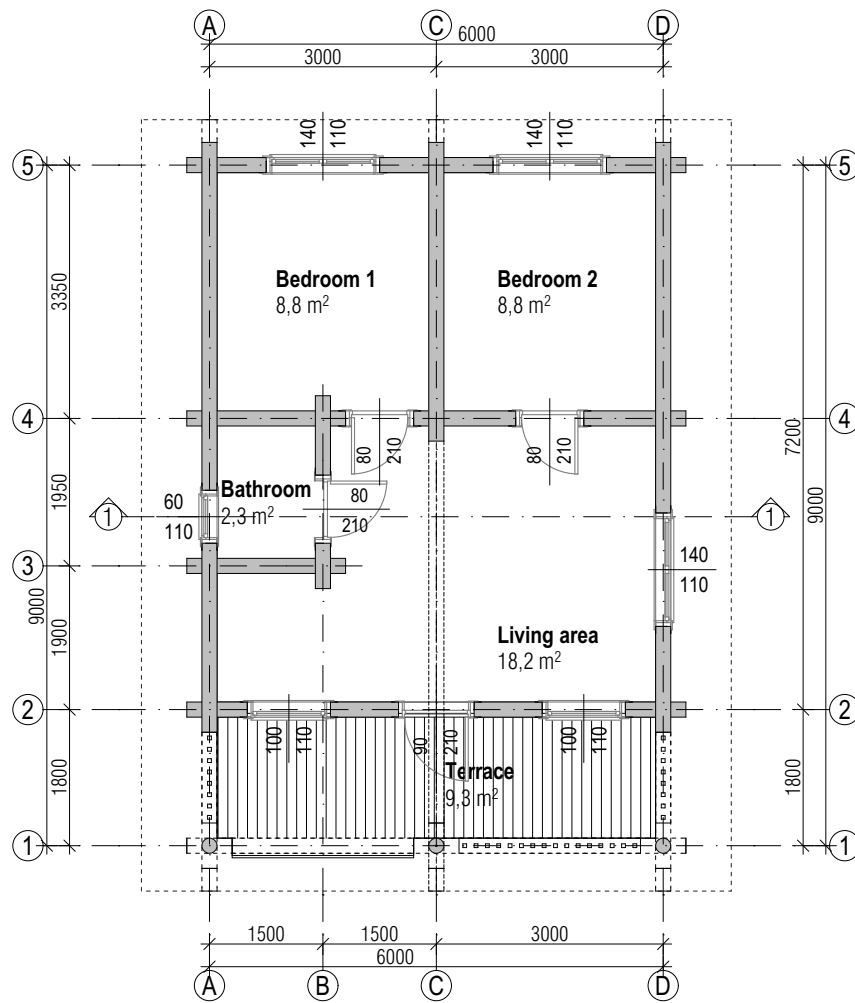 A C D
6000
3000 3000
140 110 140 110
5 5
Bedroom 1 Bedroom 2
8,8 m² 8,8 m²
3350
4 4
80 210 80 210
7200
Bathroom
2,3 m²
60
110
80
210
1950
9000
1 1
140
110
3
9000
1900
Living area
18,2 m²
2 2
100 110 90 210 100 110
Terrace
9,3 m²
1800 1800
1 1
1500 1500 3000
6000
A B C D